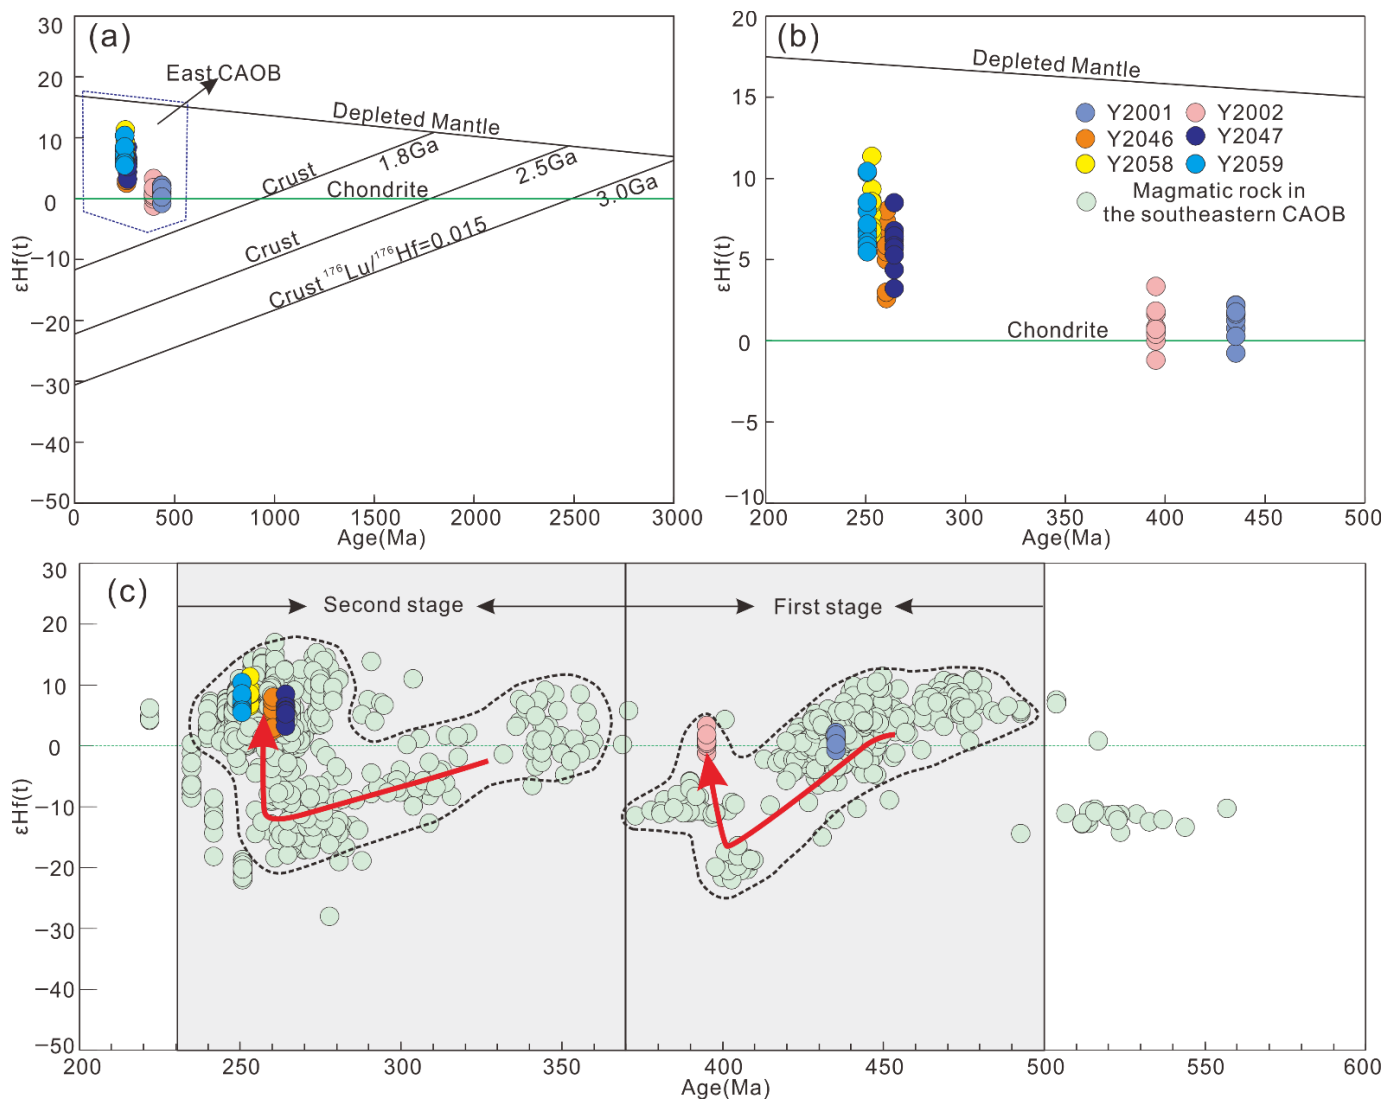 (a)
East CAOB
Depleted Mantle
Crust
1.8Ga
Chondrite
2.5Ga
3.0Ga
Crust
Crust ¹⁷⁶Lu/¹⁷⁶Hf=0.015
30
20
10
0
−10
−20
−30
−40
−50
εHf(t)
0
500
1000
1500
2000
2500
3000
Age(Ma)
(b)
Depleted Mantle
Y2001
Y2002
Y2046
Y2047
Y2058
Y2059
Magmatic rock in
the southeastern CAOB
Chondrite
20
15
10
5
0
−5
−10
εHf(t)
200
250
300
350
400
450
500
Age(Ma)
(c)
Second stage
First stage
30
20
10
0
−10
−20
−30
−40
−50
εHf(t)
200
250
300
350
400
450
500
550
600
Age(Ma)